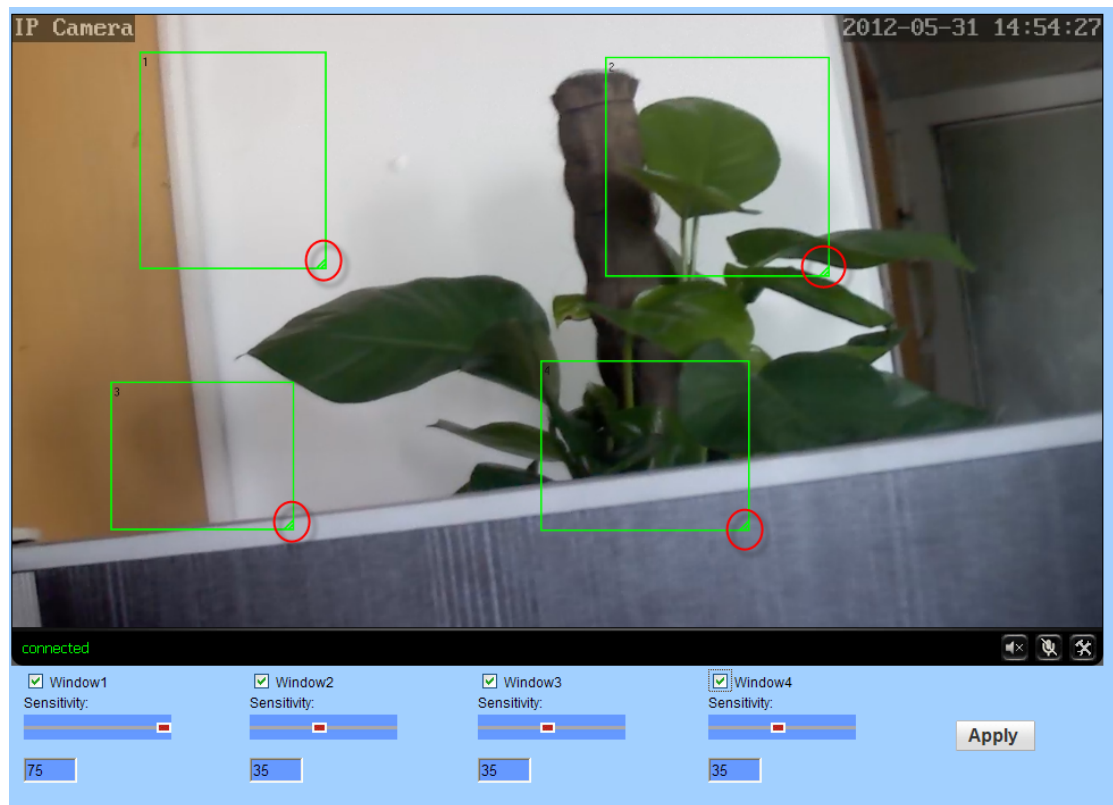 IP Camera 2012-05-31 14:54:27
1
2
3
4
connected
Window1 Window2 Window3 Window4
Sensitivity: Sensitivity: Sensitivity: Sensitivity:
75 35 35 35
Apply